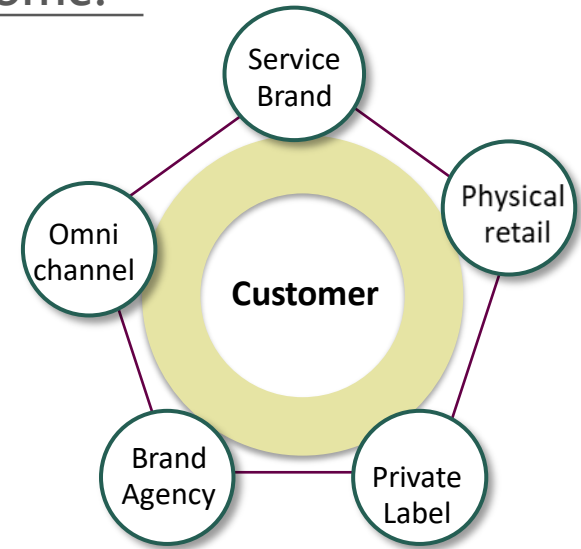 Service
Brand
Physical
retail
Omni
channel
Customer
Brand
Agency
Private
Label